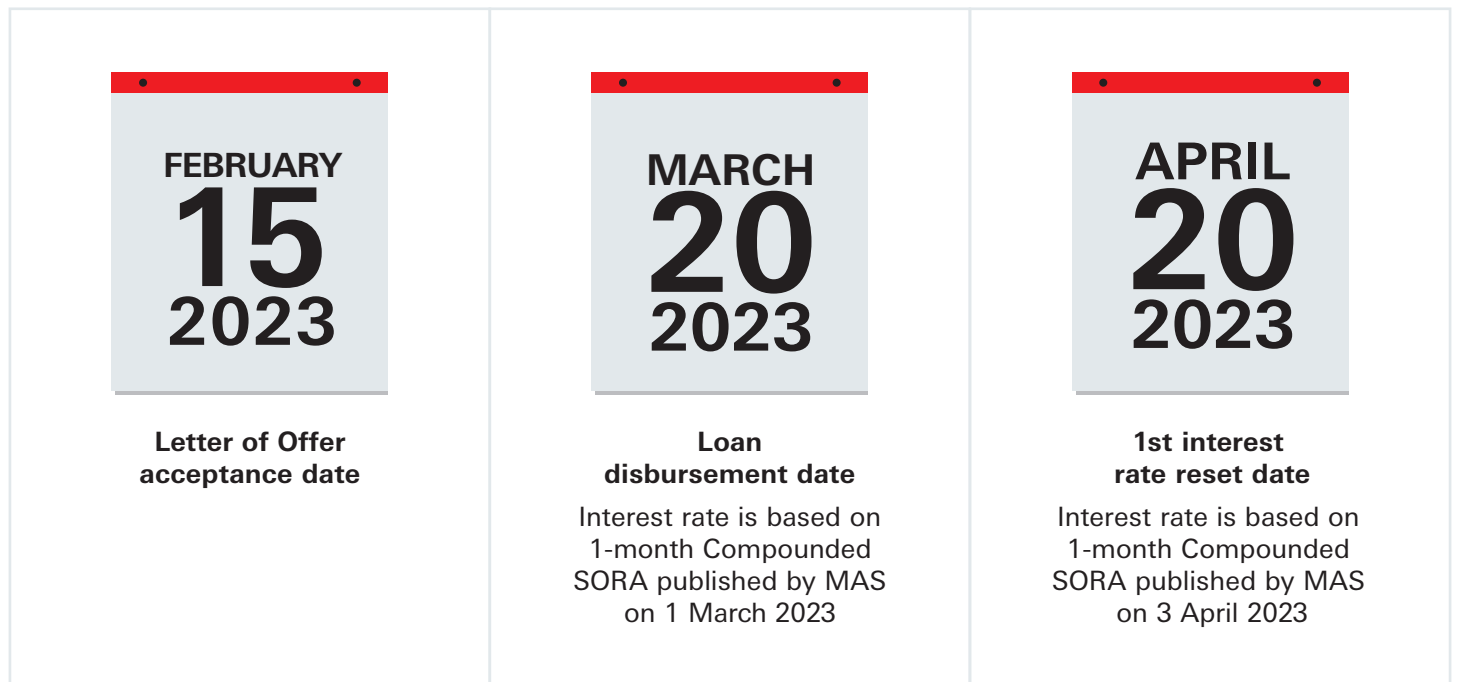 FEBRUARY
15
2023
Letter of Offer
acceptance date
MARCH
20
2023
Loan
disbursement date
Interest rate is based on
1-month Compounded
SORA published by MAS
on 1 March 2023
APRIL
20
2023
1st interest
rate reset date
Interest rate is based on
1-month Compounded
SORA published by MAS
on 3 April 2023